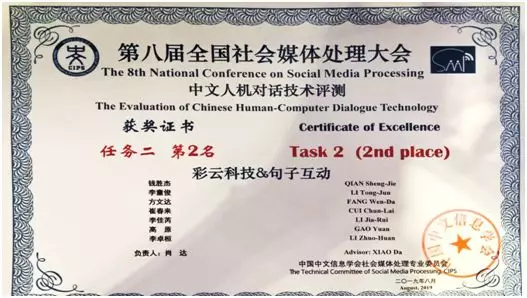 CIPS
SMP
第八届全国社会媒体处理大会
The 8th National Conference on Social Media Processing
中文人机对话技术评测
The Evaluation of Chinese Human-Computer Dialogue Technology
获奖证书 Certificate of Excellence
任务二 第2名 Task 2 (2nd place)
彩云科技&句子互动
钱胜杰 QIAN Sheng-Jie
李童俊 LI Tong-Jun
方文达 FANG Wen-Da
崔春来 CUI Chun-Lai
李佳芮 LI Jia-Rui
高原 GAO Yuan
李卓桓 LI Zhuo-Huan
负责人:肖达 Advisor: XIAO Da
中国中文信息学会社会媒体处理专业委员会
The Technical Committee of Social Media Processing, CIPS
二〇一九年八月
August, 2019
中文信息学会